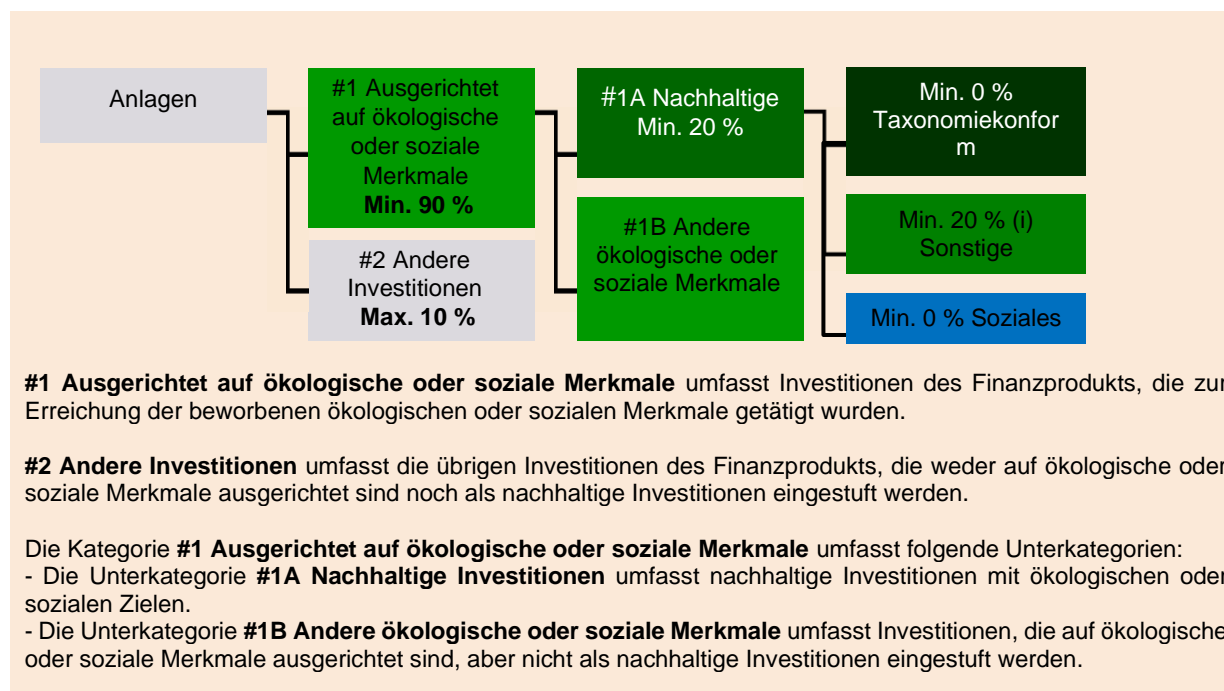 Anlagen
#1 Ausgerichtet
auf ökologische
oder soziale
Merkmale
Min. 90 %
#2 Andere
Investitionen
Max. 10 %
#1A Nachhaltige
Min. 20 %
#1B Andere
ökologische oder
soziale Merkmale
Min. 0 %
Taxonomiekonfor
m
Min. 20 % (i)
Sonstige
Min. 0 % Soziales
#1 Ausgerichtet auf ökologische oder soziale Merkmale umfasst Investitionen des Finanzprodukts, die zur
Erreichung der beworbenen ökologischen oder sozialen Merkmale getätigt wurden.
#2 Andere Investitionen umfasst die übrigen Investitionen des Finanzprodukts, die weder auf ökologische oder
soziale Merkmale ausgerichtet sind noch als nachhaltige Investitionen eingestuft werden.
Die Kategorie #1 Ausgerichtet auf ökologische oder soziale Merkmale umfasst folgende Unterkategorien:
- Die Unterkategorie #1A Nachhaltige Investitionen umfasst nachhaltige Investitionen mit ökologischen oder
sozialen Zielen.
- Die Unterkategorie #1B Andere ökologische oder soziale Merkmale umfasst Investitionen, die auf ökologische
oder soziale Merkmale ausgerichtet sind, aber nicht als nachhaltige Investitionen eingestuft werden.